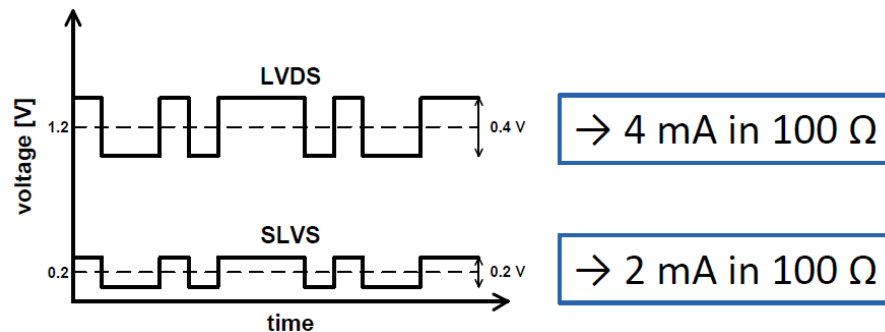 LVDS
voltage [V]
1.2
0.4 V
→ 4 mA in 100 Ω
SLVS
0.2
0.2 V
→ 2 mA in 100 Ω
time